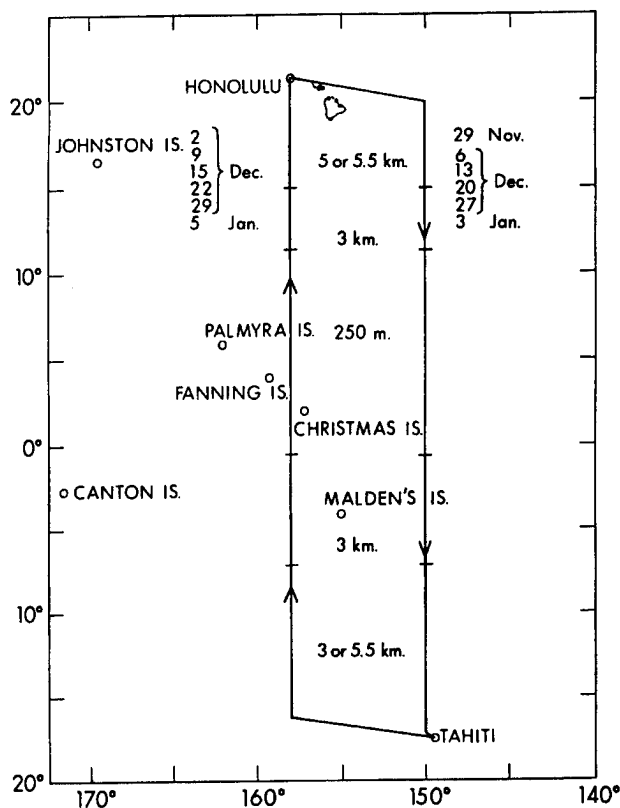 20°
10°
0°
10°
20°
170°
160°
150°
140°
HONOLULU
JOHNSTON IS.
2
9
15
22
29
Dec.
5 Jan.
29 Nov.
6
13
20
27
Dec.
3 Jan.
5 or 5.5 km.
3 km.
PALMYRA IS.
250 m.
FANNING IS.
CHRISTMAS IS.
CANTON IS.
MALDEN'S IS.
3 km.
3 or 5.5 km.
TAHITI